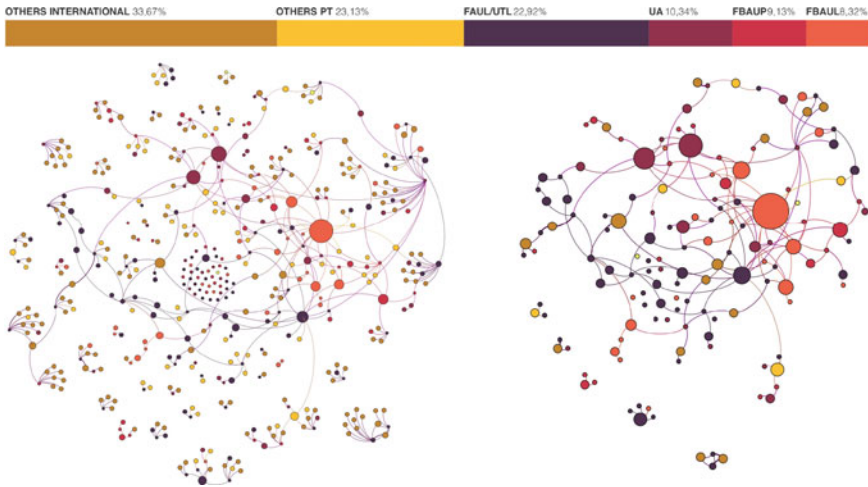 OTHERS INTERNATIONAL 33,67% OTHERS PT 23,13% FAUL/UTL 22,92% UA 10,34% FBAUP 9,13% FBAUL 8,32%